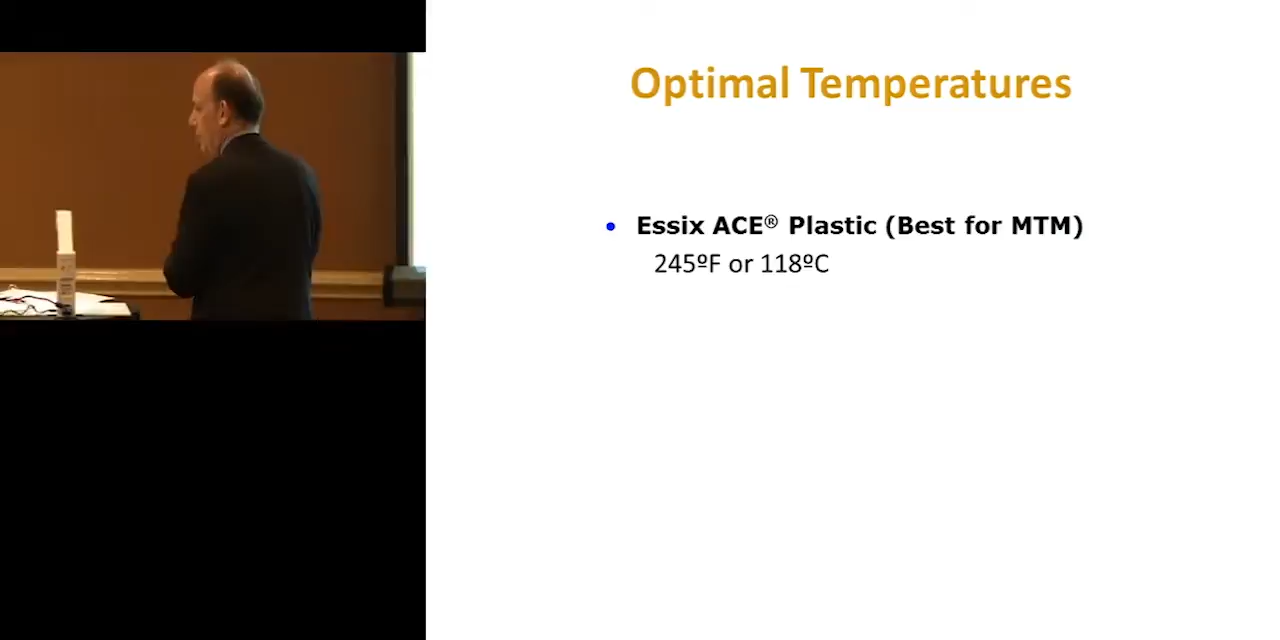 Optimal Temperatures
• Essix ACE® Plastic (Best for MTM)
245ºF or 118ºC